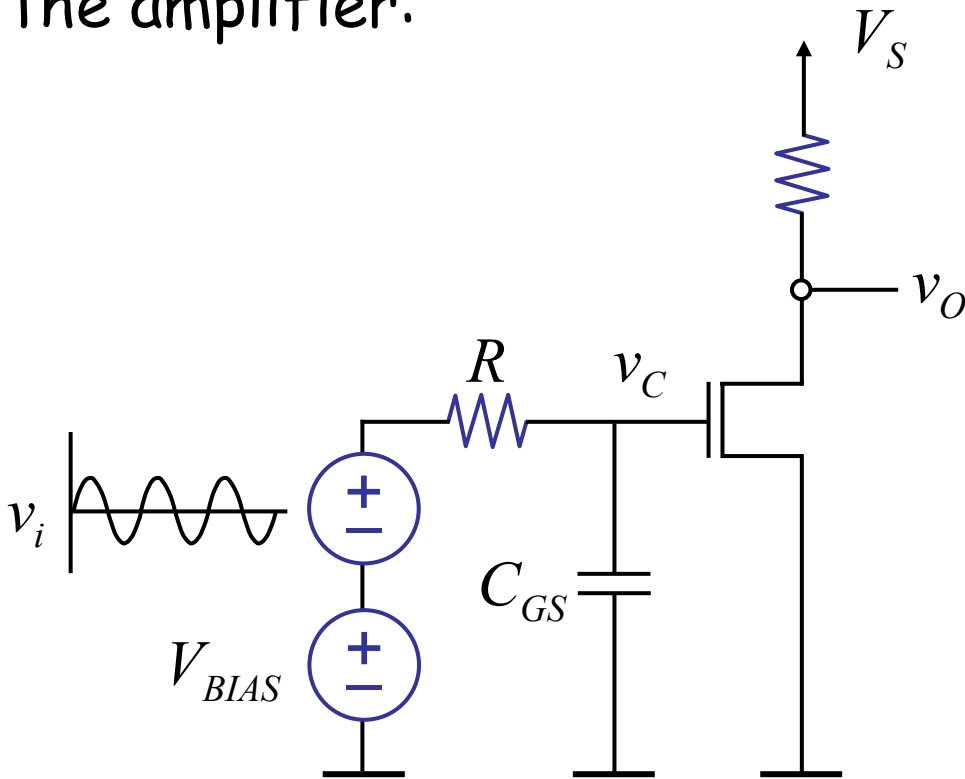 The amplifier:
V_S
v_O
R
v_C
v_i
+
−
C_GS
V_BIAS
+
−